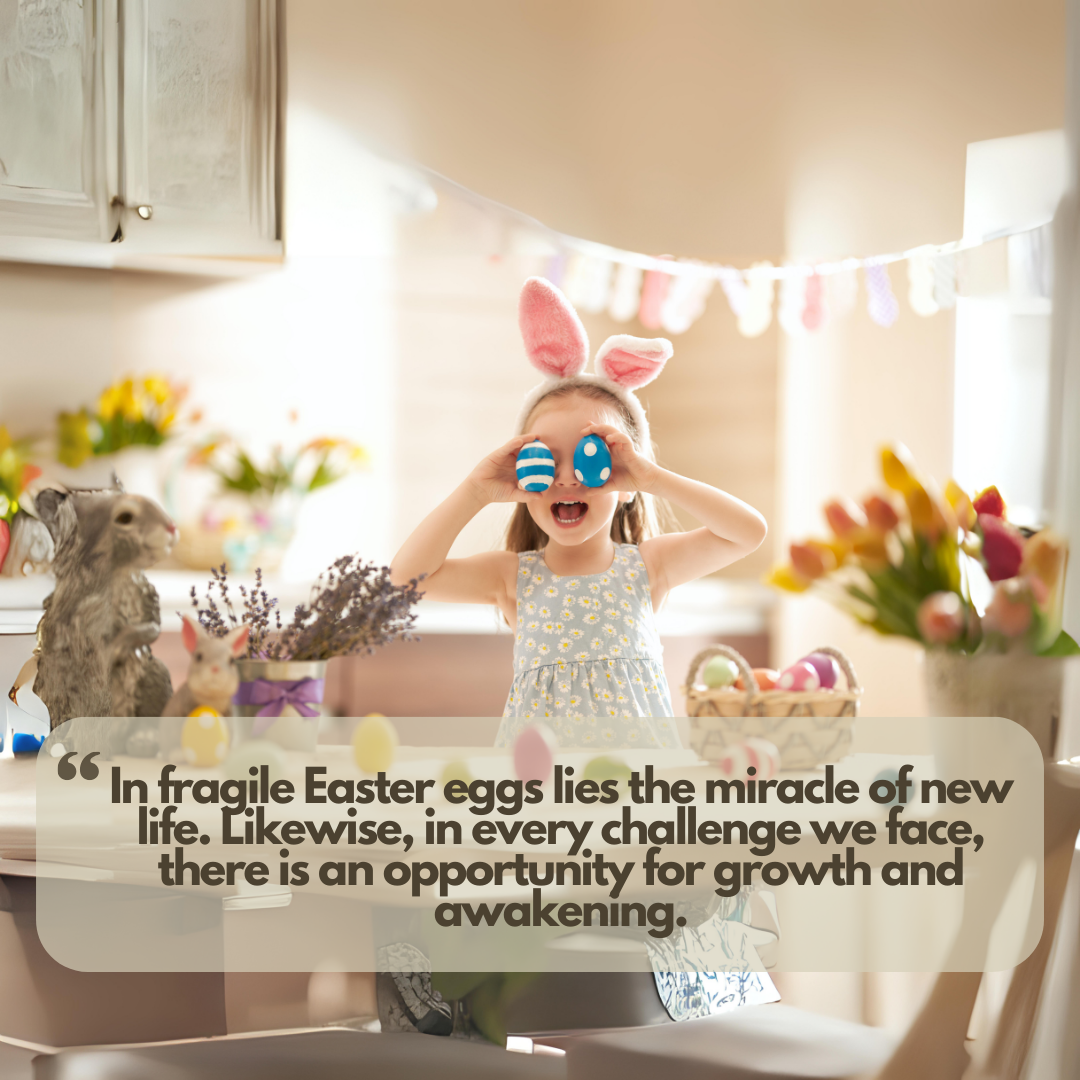 “ In fragile Easter eggs lies the miracle of new
life. Likewise, in every challenge we face,
there is an opportunity for growth and
awakening.